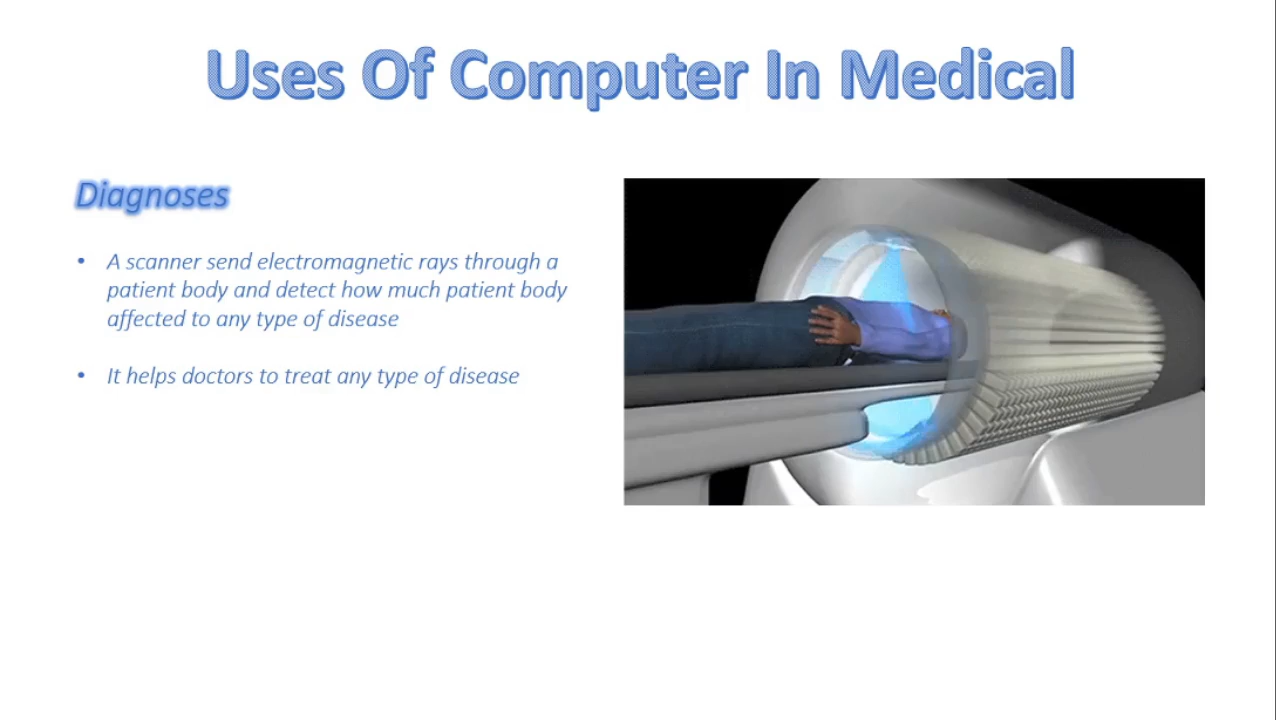 Uses Of Computer In Medical
Diagnoses
• A scanner send electromagnetic rays through a
patient body and detect how much patient body
affected to any type of disease
• It helps doctors to treat any type of disease